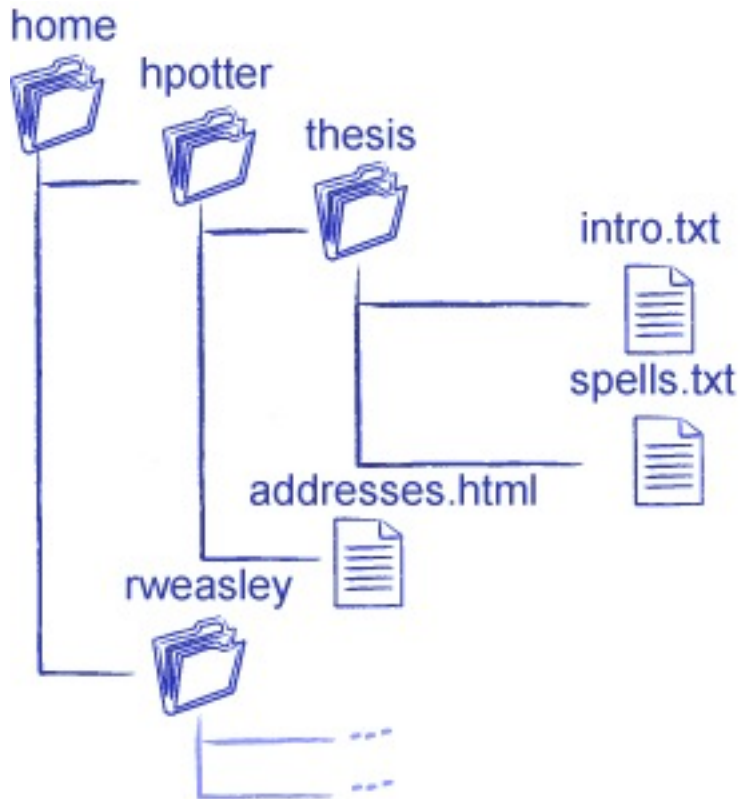 home
hpotter
thesis
intro.txt
spells.txt
addresses.html
rweasley